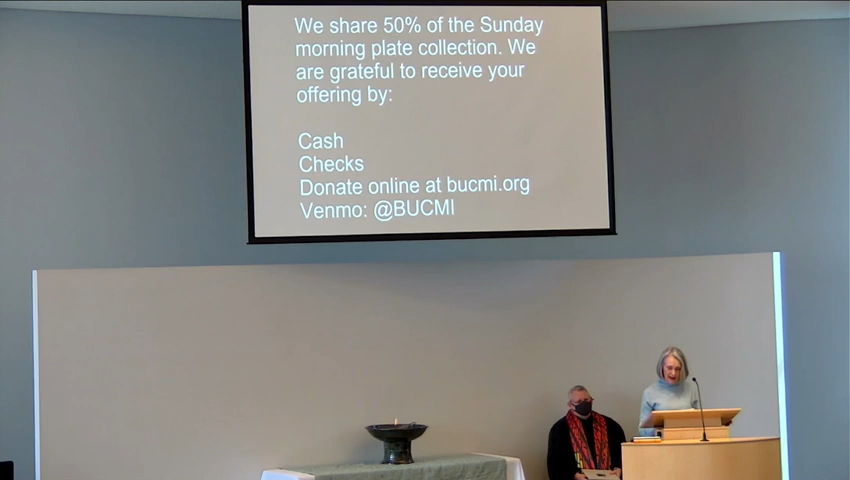 We share 50% of the Sunday
morning plate collection. We
are grateful to receive your
offering by:
Cash
Checks
Donate online at bucmi.org
Venmo: @BUCMI